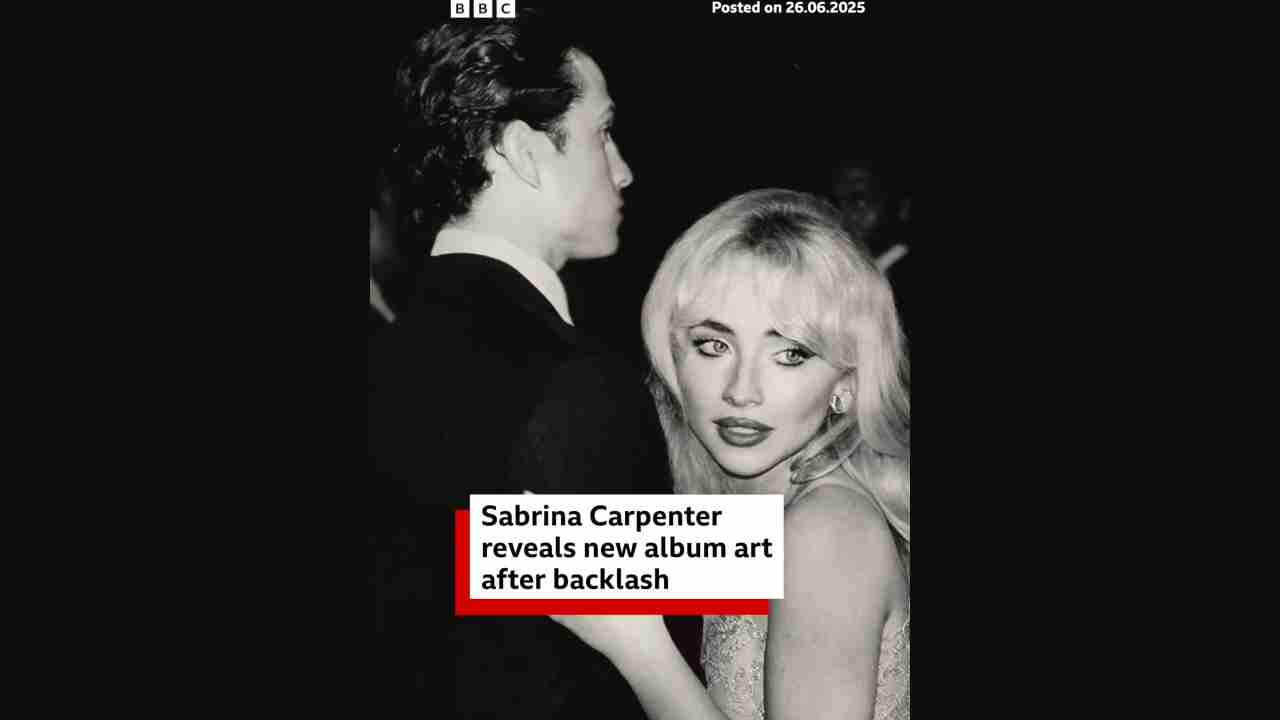 BBC
Posted on 26.06.2025
Sabrina Carpenter
reveals new album art
after backlash